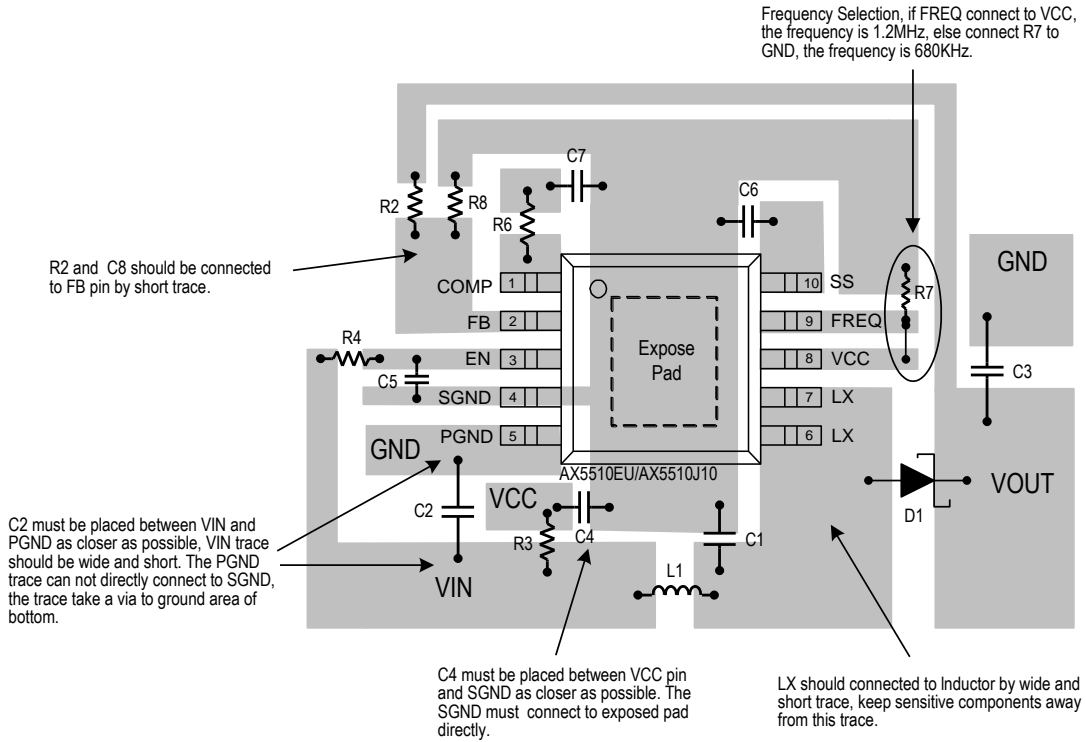 Frequency Selection, if FREQ connect to VCC,
the frequency is 1.2MHz, else connect R7 to
GND, the frequency is 680KHz.
C7
C6
R2
R8
R6
R2 and  C8 should be connected
to FB pin by short trace.
GND
R7
COMP
1
10
SS
FB
2
9
FREQ
R4
EN
3
Expose
Pad
8
VCC
C3
C5
SGND
4
7
LX
GND
PGND
5
6
LX
AX5510EU/AX5510J10
VCC
VOUT
D1
C2
R3
C4
C1
C2 must be placed between VIN and
PGND as closer as possible, VIN trace
should be wide and short. The PGND
trace can not directly connect to SGND,
the trace take a via to ground area of
bottom.
VIN
L1
C4 must be placed between VCC pin
and SGND as closer as possible. The
SGND must  connect to exposed pad
directly.
LX should connected to Inductor by wide and
short trace, keep sensitive components away
from this trace.